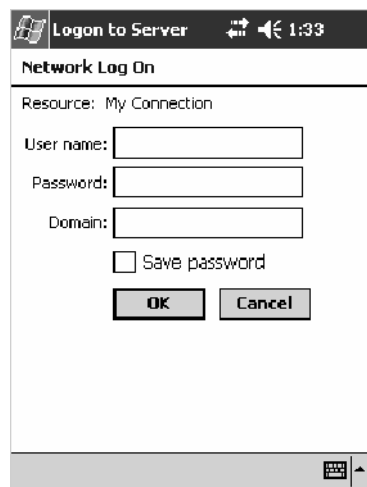 Logon to Server 1:33
Network Log On
Resource: My Connection
User name:
Password:
Domain:
Save password
OK Cancel